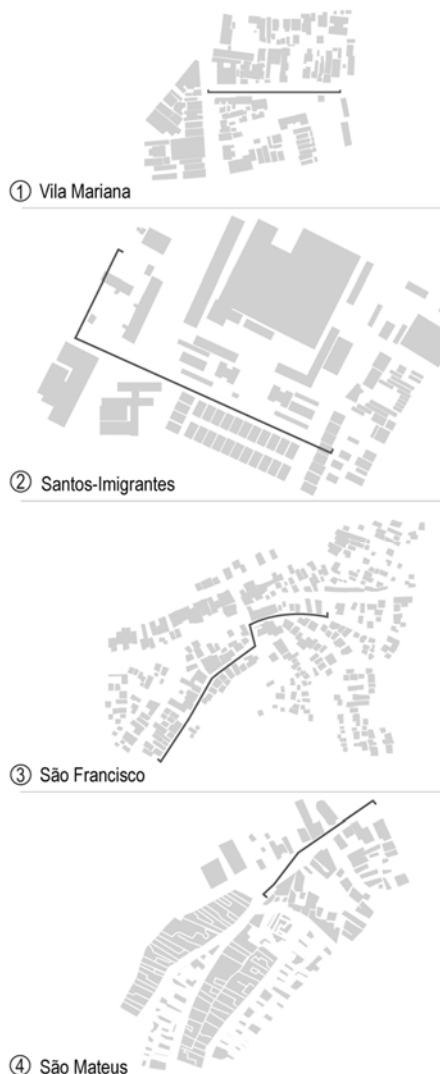 ① Vila Mariana
② Santos-Imigrantes
③ São Francisco
④ São Mateus